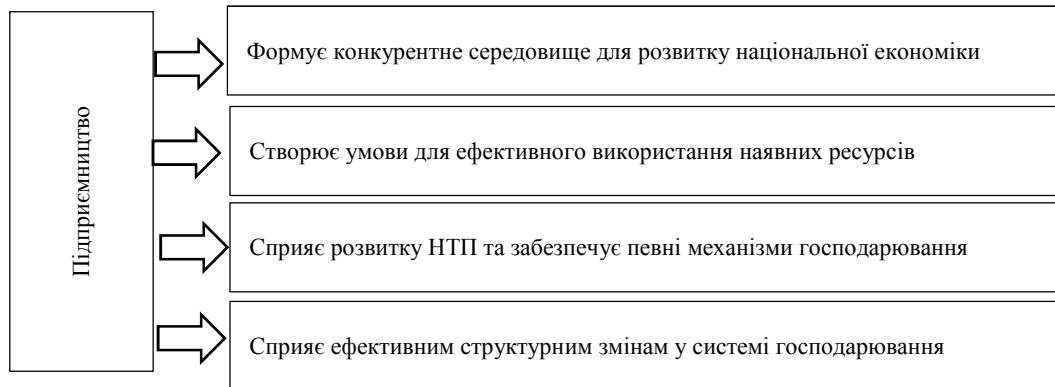 Підприємництво
Формує конкурентне середовище для розвитку національної економіки
Створює умови для ефективного використання наявних ресурсів
Сприяє розвитку НТП та забезпечує певні механізми господарювання
Сприяє ефективним структурним змінам у системі господарювання